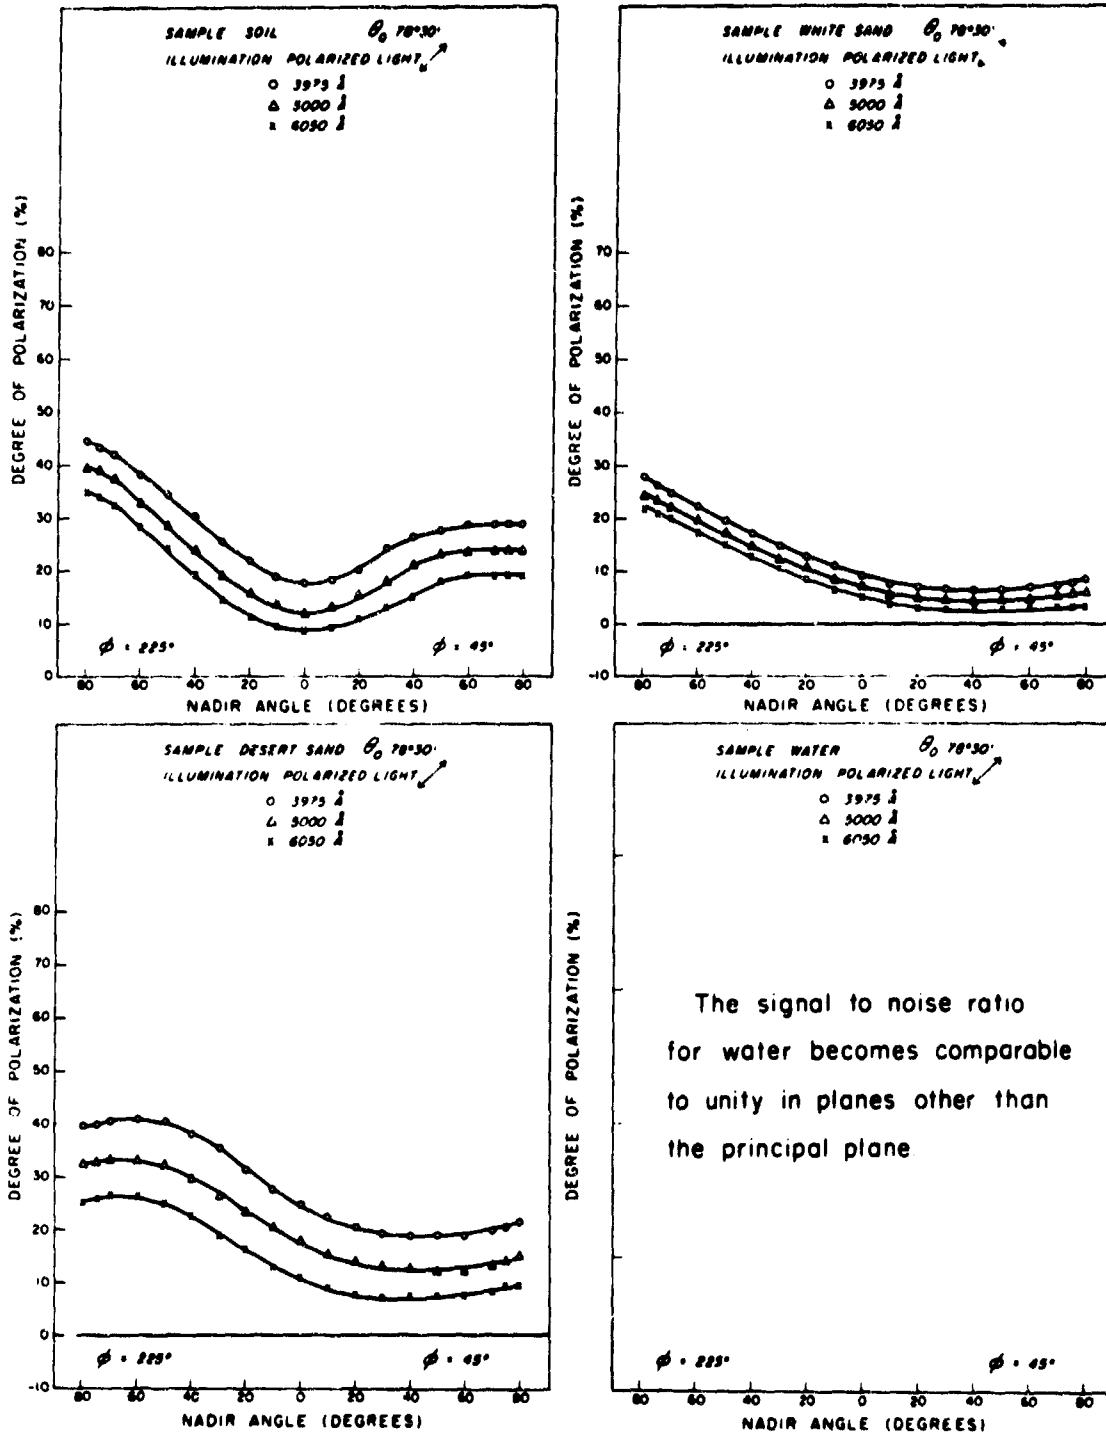 SAMPLE SOIL θ₀ 78°30'
ILLUMINATION POLARIZED LIGHT
○ 3975 Å
△ 5000 Å
× 6050 Å
DEGREE OF POLARIZATION (%)
80
70
60
50
40
30
20
10
0
ϕ = 225°
ϕ = 45°
80 60 40 20 0 20 40 60 80
NADIR ANGLE (DEGREES)
SAMPLE WHITE SAND θ₀ 78°30'
ILLUMINATION POLARIZED LIGHT
○ 3975 Å
△ 5000 Å
× 6050 Å
DEGREE OF POLARIZATION (%)
70
60
50
40
30
20
10
0
-10
ϕ = 225°
ϕ = 45°
80 60 40 20 0 20 40 60 80
NADIR ANGLE (DEGREES)
SAMPLE DESERT SAND θ₀ 78°30'
ILLUMINATION POLARIZED LIGHT
○ 3975 Å
△ 5000 Å
× 6050 Å
DEGREE OF POLARIZATION (%)
80
70
60
50
40
30
20
10
0
-10
ϕ = 225°
ϕ = 45°
80 60 40 20 0 20 40 60 80
NADIR ANGLE (DEGREES)
SAMPLE WATER θ₀ 78°30'
ILLUMINATION POLARIZED LIGHT
○ 3975 Å
△ 5000 Å
× 6050 Å
DEGREE OF POLARIZATION (%)
The signal to noise ratio
for water becomes comparable
to unity in planes other than
the principal plane
ϕ = 225°
ϕ = 45°
80 60 40 20 0 20 40 60 80
NADIR ANGLE (DEGREES)